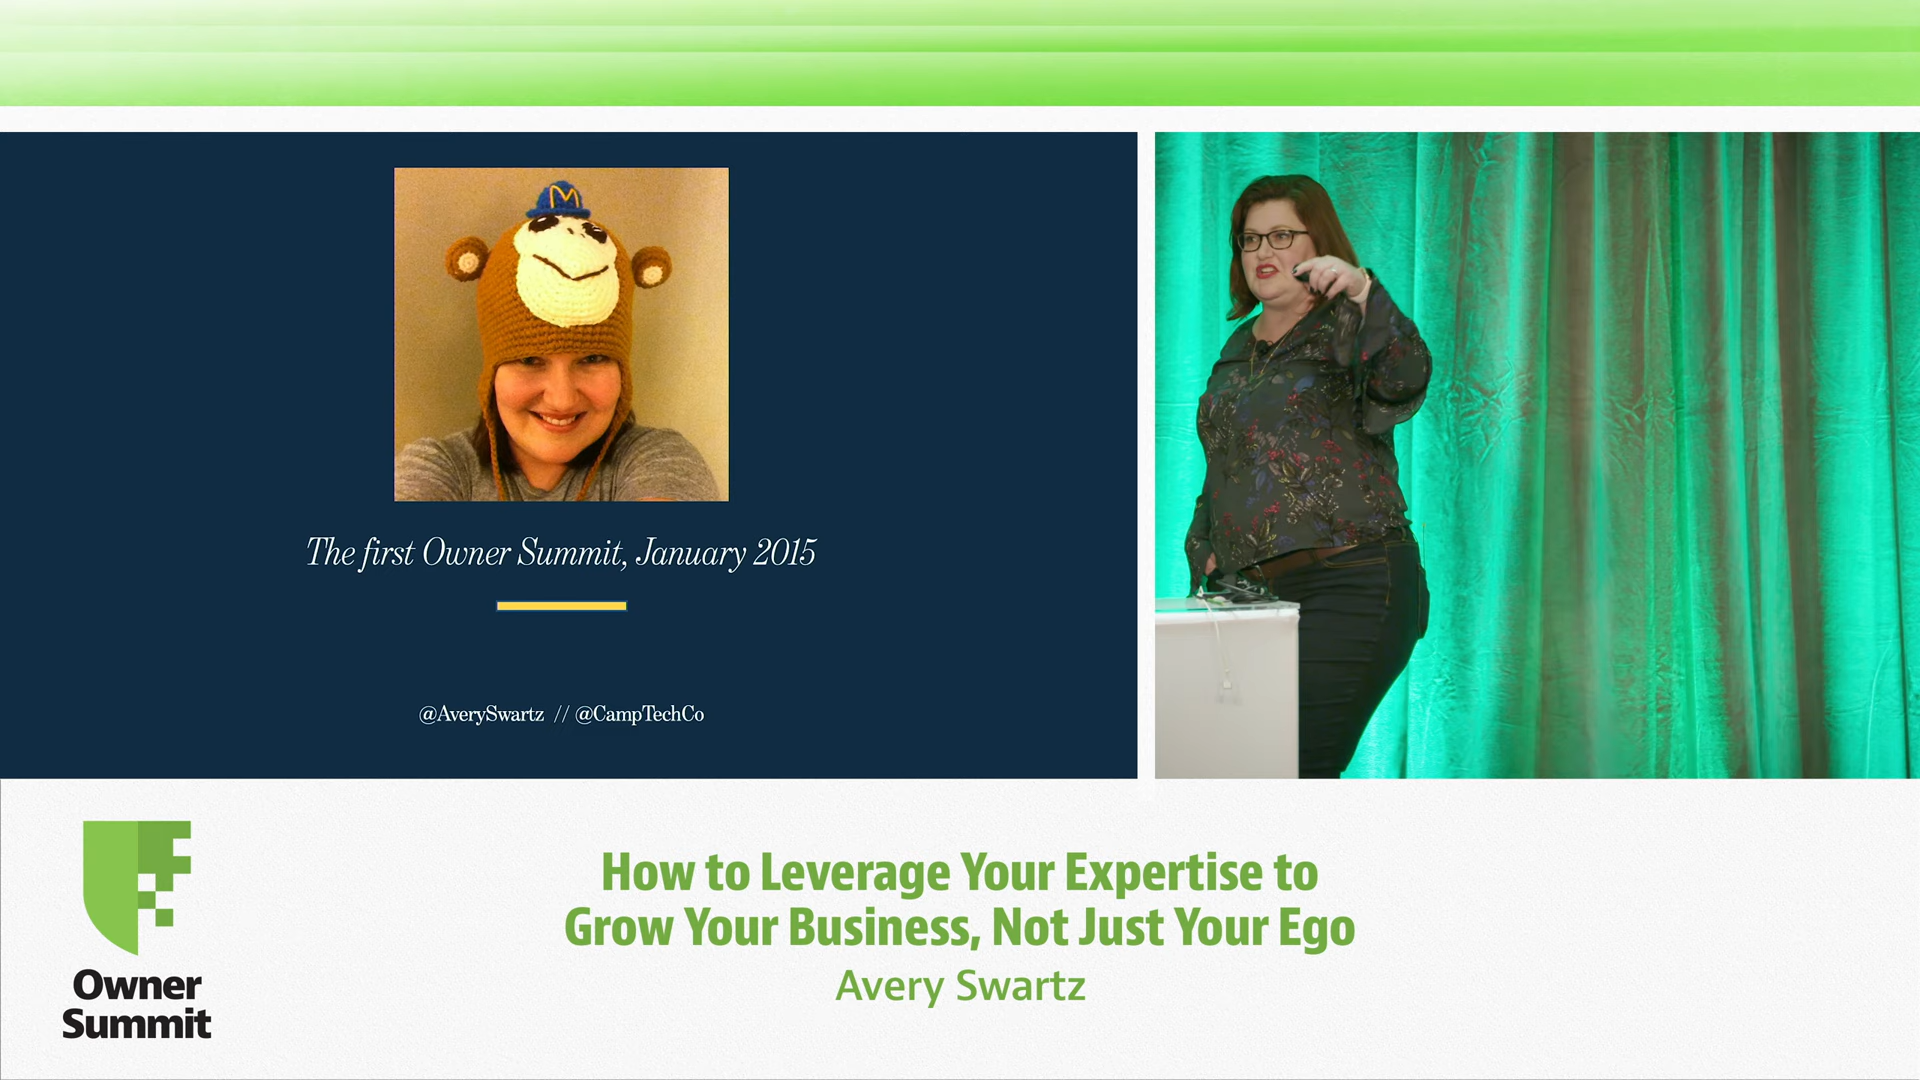 M
The first Owner Summit, January 2015
@AverySwartz // @CampTechCo
How to Leverage Your Expertise to
Grow Your Business, Not Just Your Ego
Avery Swartz
Owner
Summit